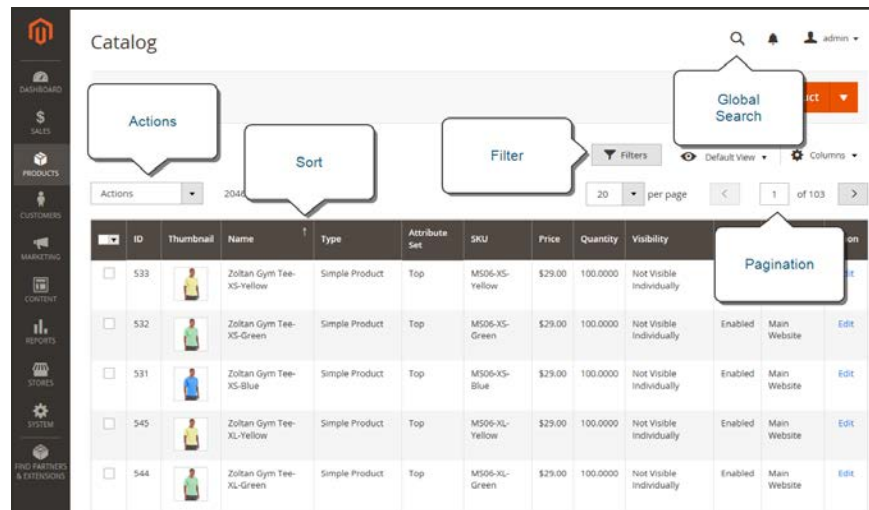 Catalog
admin
DASHBOARD
SALES
PRODUCTS
CUSTOMERS
MARKETING
CONTENT
REPORTS
STORES
SYSTEM
FIND PARTNERS
& EXTENSIONS
Actions
Sort
Filter
Global
Search
Pagination
Filters
Default View
Columns
Actions
2046
20
per page
1
of 103
ID
Thumbnail
Name
Type
Attribute
Set
SKU
Price
Quantity
Visibility
533
Zoltan Gym Tee-
XS-Yellow
Simple Product
Top
MS06-XS-
Yellow
$29.00
100.0000
Not Visible
Individually
Edit
532
Zoltan Gym Tee-
XS-Green
Simple Product
Top
MS06-XS-
Green
$29.00
100.0000
Not Visible
Individually
Enabled
Main
Website
Edit
531
Zoltan Gym Tee-
XS-Blue
Simple Product
Top
MS06-XS-
Blue
$29.00
100.0000
Not Visible
Individually
Enabled
Main
Website
Edit
545
Zoltan Gym Tee-
XL-Yellow
Simple Product
Top
MS06-XL-
Yellow
$29.00
100.0000
Not Visible
Individually
Enabled
Main
Website
Edit
544
Zoltan Gym Tee-
XL-Green
Simple Product
Top
MS06-XL-
Green
$29.00
100.0000
Not Visible
Individually
Enabled
Main
Website
Edit